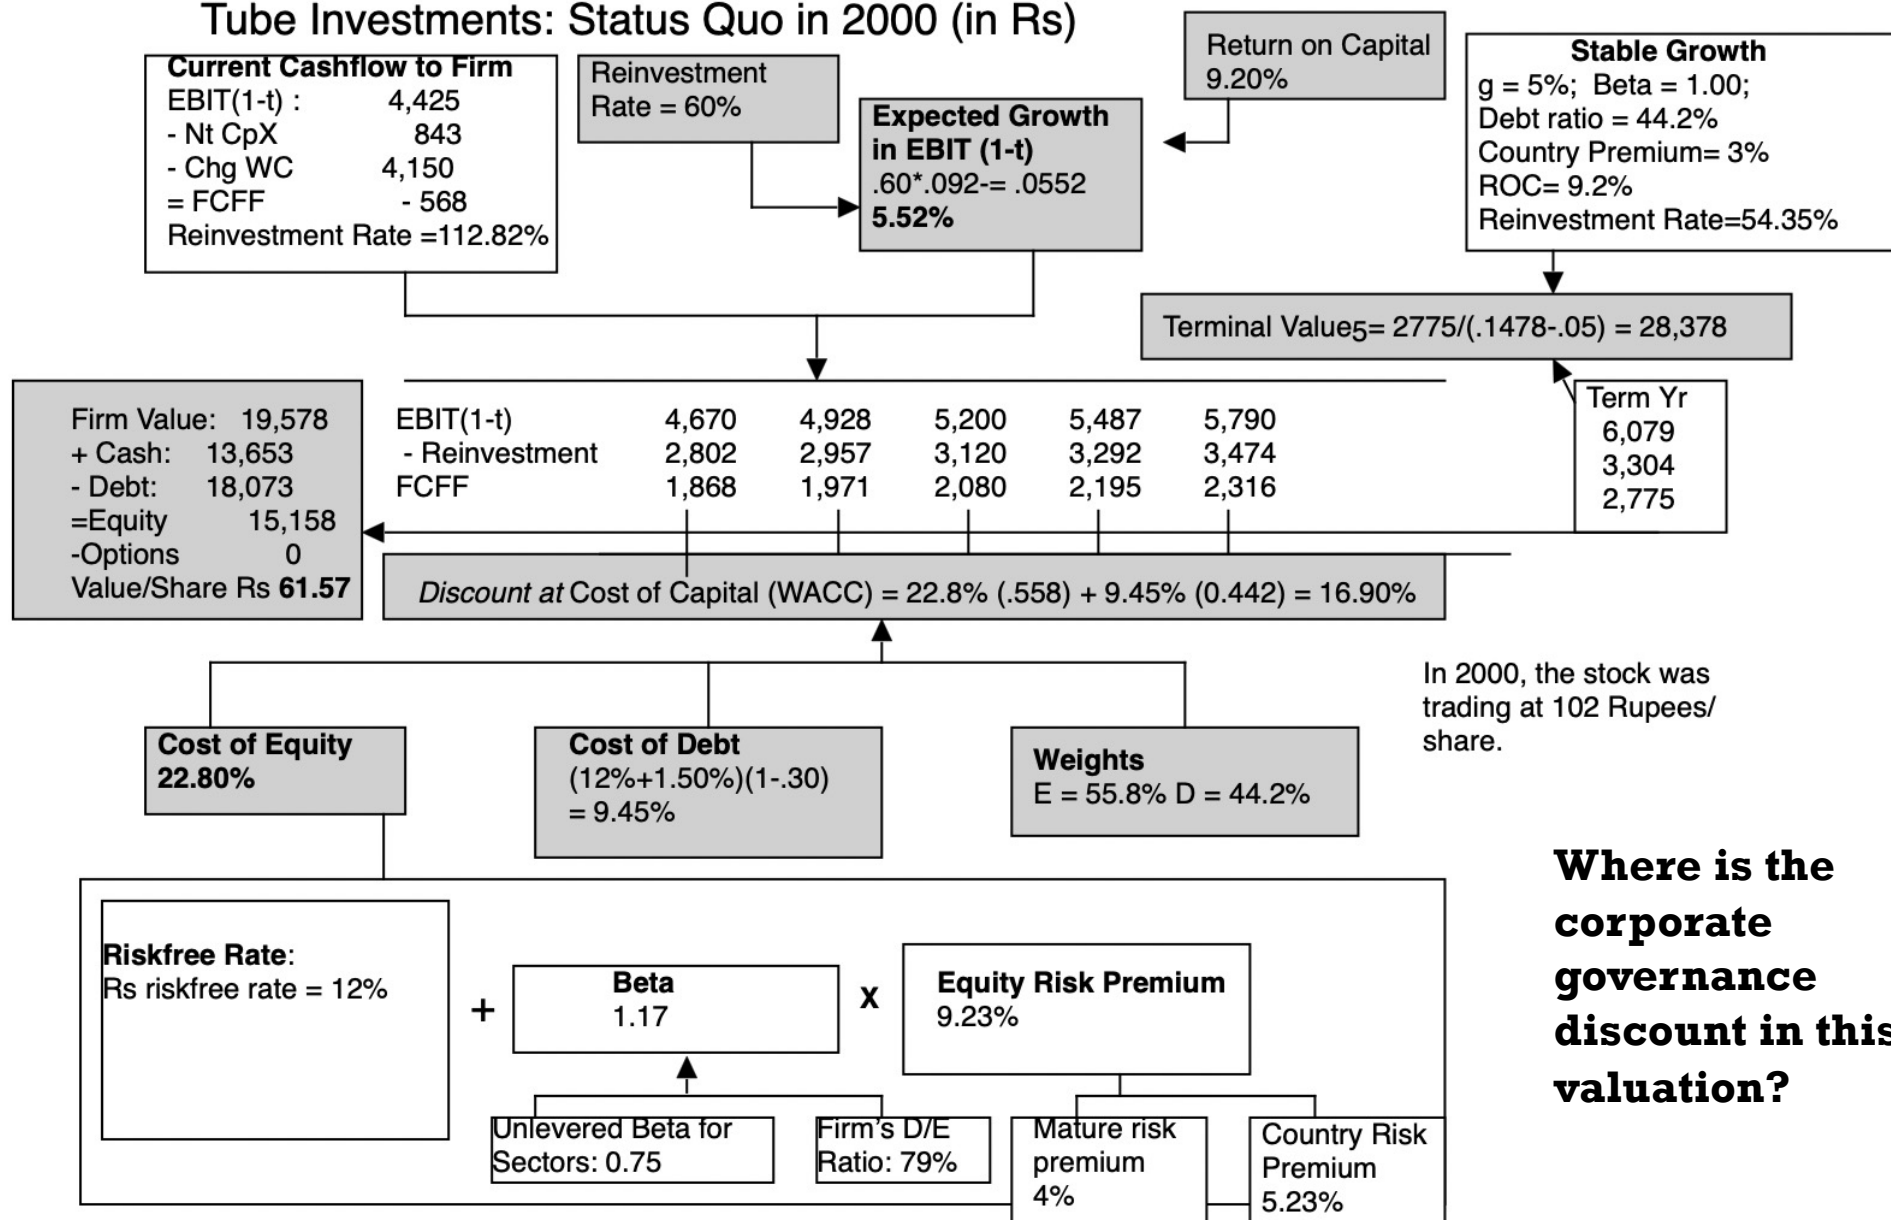 Tube Investments: Status Quo in 2000 (in Rs)
Current Cashflow to Firm
EBIT(1-t) : 4,425
- Nt CpX 843
- Chg WC 4,150
= FCFF - 568
Reinvestment Rate =112.82%
Reinvestment
Rate = 60%
Expected Growth
in EBIT (1-t)
.60*.092-= .0552
5.52%
Return on Capital
9.20%
Stable Growth
g = 5%; Beta = 1.00;
Debt ratio = 44.2%
Country Premium= 3%
ROC= 9.2%
Reinvestment Rate=54.35%
Terminal Value5= 2775/(.1478-.05) = 28,378
Firm Value: 19,578
+ Cash: 13,653
- Debt: 18,073
=Equity 15,158
-Options 0
Value/Share Rs 61.57
EBIT(1-t) 4,670 4,928 5,200 5,487 5,790
- Reinvestment 2,802 2,957 3,120 3,292 3,474
FCFF 1,868 1,971 2,080 2,195 2,316
Term Yr
6,079
3,304
2,775
Discount at Cost of Capital (WACC) = 22.8% (.558) + 9.45% (0.442) = 16.90%
In 2000, the stock was
trading at 102 Rupees/
share.
Cost of Equity
22.80%
Cost of Debt
(12%+1.50%)(1-.30)
= 9.45%
Weights
E = 55.8% D = 44.2%
Where is the
corporate
governance
discount in this
valuation?
Riskfree Rate:
Rs riskfree rate = 12%
+
Beta
1.17
X
Equity Risk Premium
9.23%
Unlevered Beta for
Sectors: 0.75
Firm's D/E
Ratio: 79%
Mature risk
premium
4%
Country Risk
Premium
5.23%